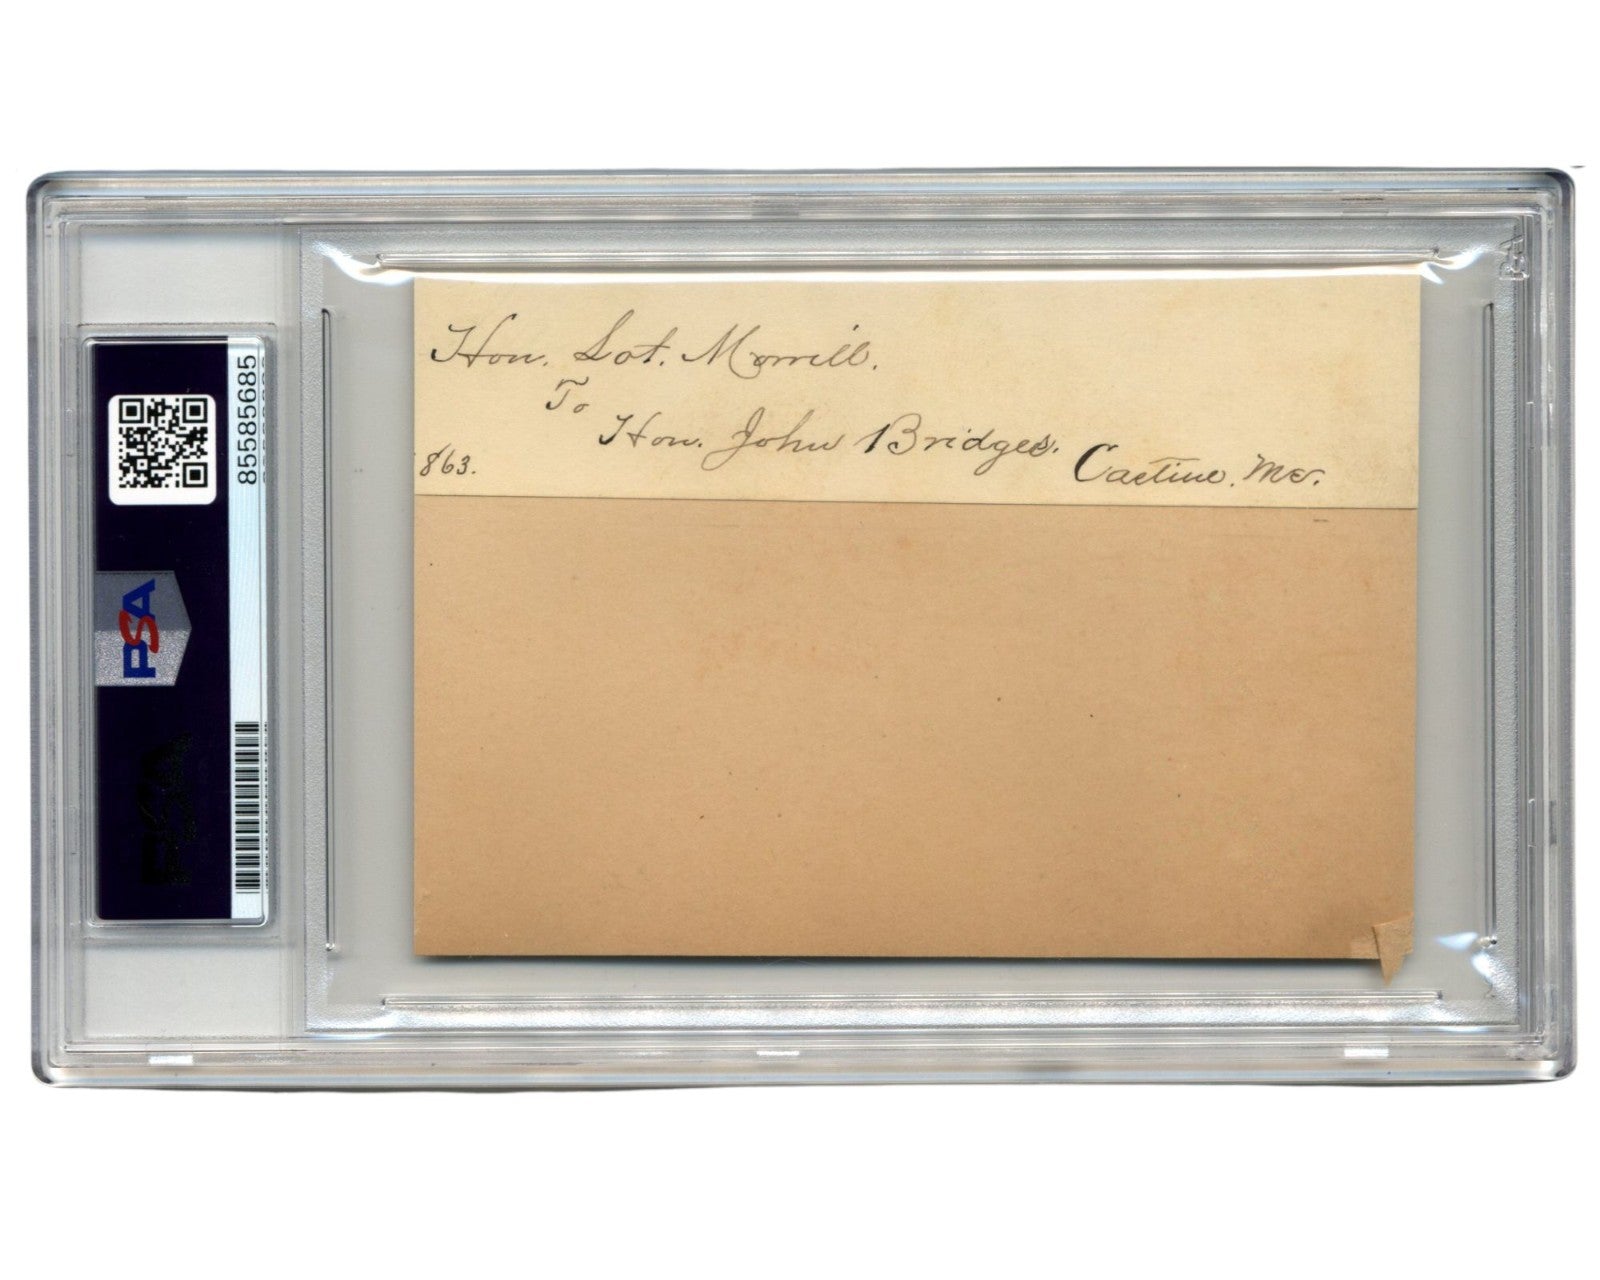 Hon. Lot. Morrill.
To
Hon. John Bridges.
863.
Castine. Me.
85585685
PSA